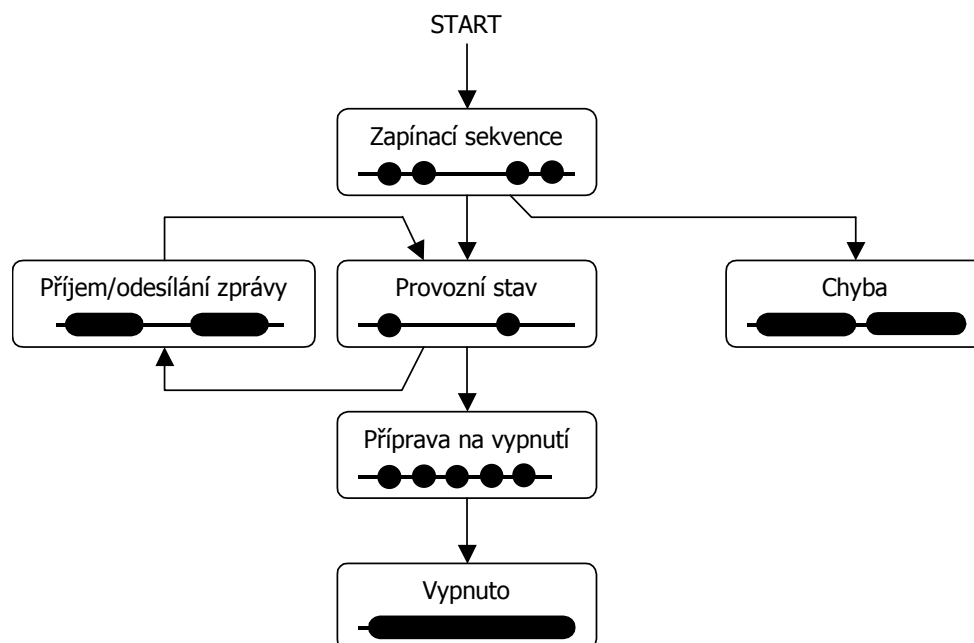 START
Zapínací sekvence
Příjem/odesílání zprávy
Provozní stav
Chyba
Příprava na vypnutí
Vypnuto